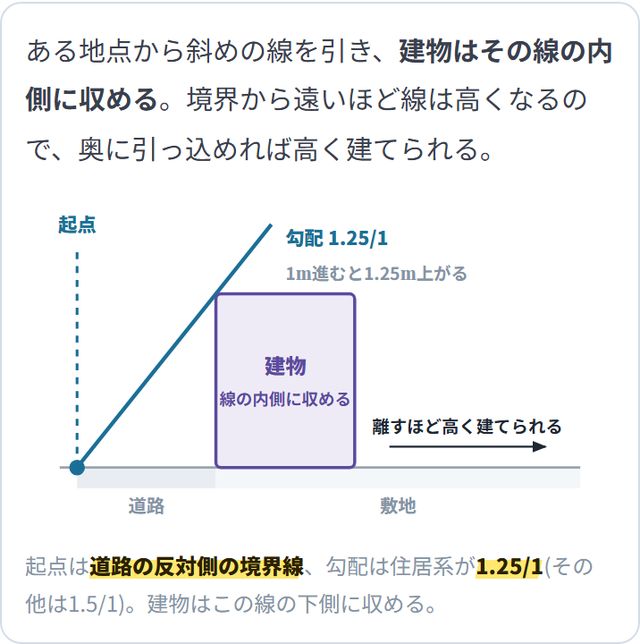 ある地点から斜めの線を引き、建物はその線の内
側に収める。境界から遠いほど線は高くなるの
で、奥に引っ込めれば高く建てられる。
起点
勾配 1.25/1
1m進むと1.25m上がる
建物
線の内側に収める
離すほど高く建てられる
道路
敷地
起点は道路の反対側の境界線、勾配は住居系が1.25/1(その
他は1.5/1)。建物はこの線の下側に収める。